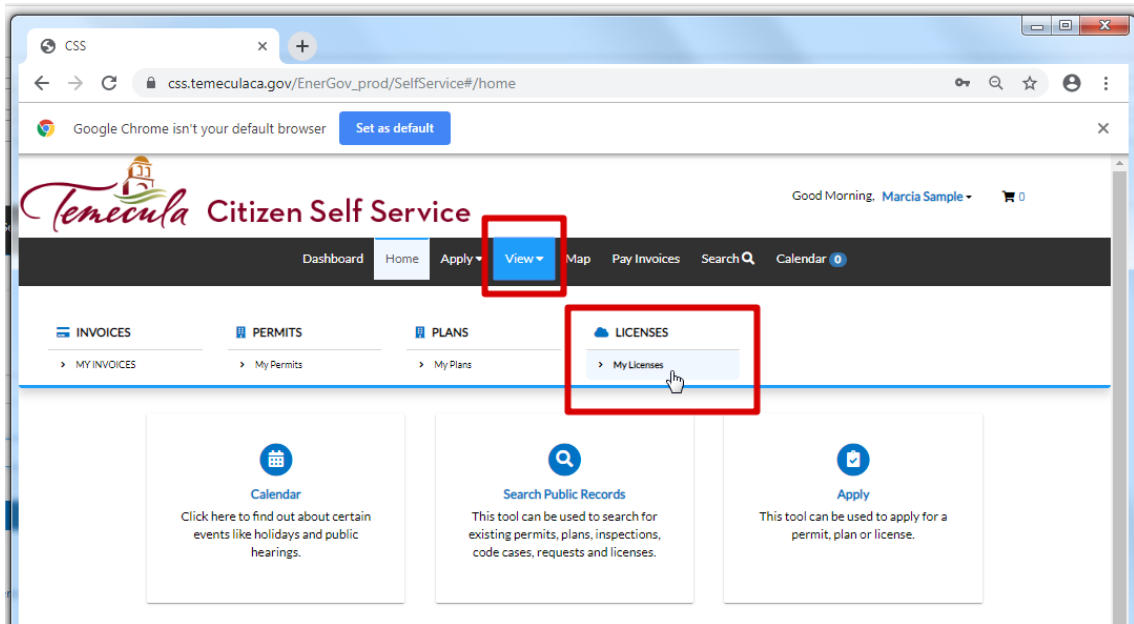 CSS
css.temeculaca.gov/EnerGov_prod/SelfService#/home
Google Chrome isn't your default browser Set as default
Temecula Citizen Self Service
Good Morning, Marcia Sample 0
Dashboard Home Apply View Map Pay Invoices Search Calendar 0
INVOICES PERMITS PLANS LICENSES
MY INVOICES My Permits My Plans My Licenses
Calendar
Click here to find out about certain
events like holidays and public
hearings.
Search Public Records
This tool can be used to search for
existing permits, plans, inspections,
code cases, requests and licenses.
Apply
This tool can be used to apply for a
permit, plan or license.